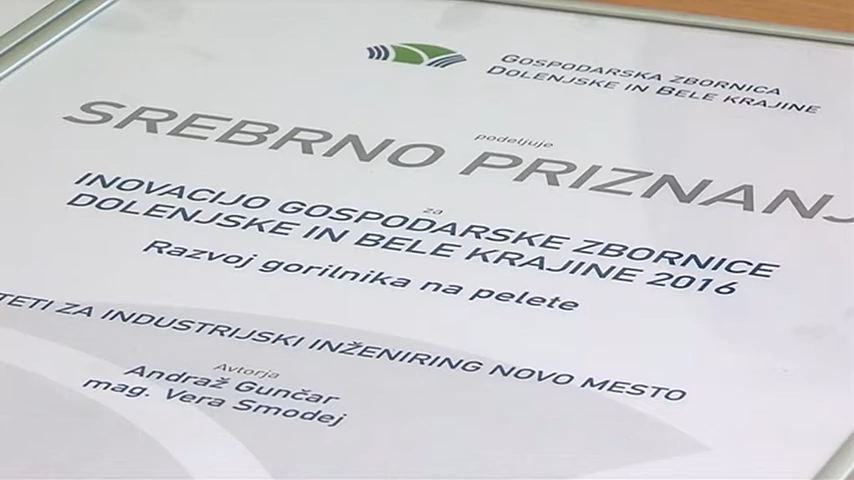 GOSPODARSKA ZBORNICA
DOLENJSKE IN BELE KRAJINE
podeljuje
SREBRNO PRIZNANJ
za
INOVACIJO GOSPODARSKE ZBORNICE
DOLENJSKE IN BELE KRAJINE 2016
Razvoj gorilnika na pelete
TETI ZA INDUSTRIJSKI INŽENIRING NOVO MESTO
Avtorja
Andraž Gunčar
mag. Vera Smodej